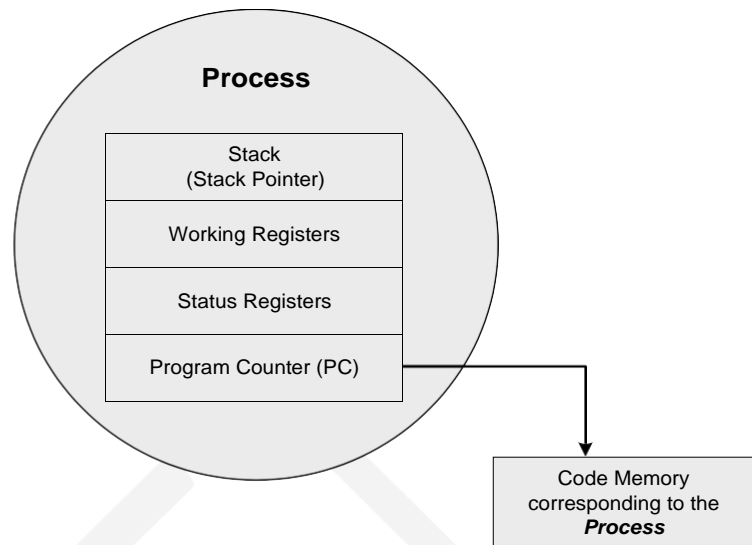 Process
Stack
(Stack Pointer)
Working Registers
Status Registers
Program Counter (PC)
Code Memory
corresponding to the
Process